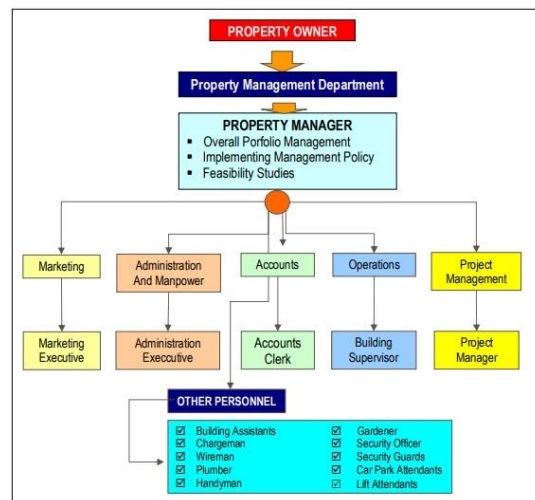 PROPERTY OWNER
Property Management Department
PROPERTY MANAGER
▪ Overall Porfolio Management
▪ Implementing Management Policy
▪ Feasibility Studies
Marketing
Administration
And Manpower
Accounts
Operations
Project
Management
Marketing
Executive
Administration
Execcutive
Accounts
Clerk
Building
Supervisor
Project
Manager
OTHER PERSONNEL
☑ Building Assistants
☑ Chargeman
☑ Wireman
☑ Plumber
☑ Handyman
☑ Gardener
☑ Security Officer
☑ Security Guards
☑ Car Park Attendants
☑ Lift Attendants